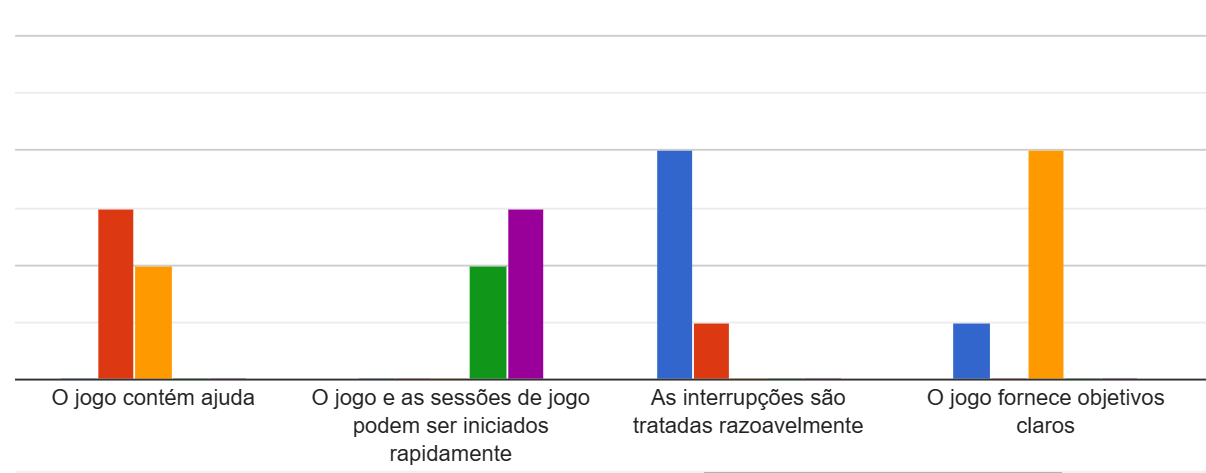 O jogo contém ajuda
O jogo e as sessões de jogo
podem ser iniciados
rapidamente
As interrupções são
tratadas razoavelmente
O jogo fornece objetivos
claros